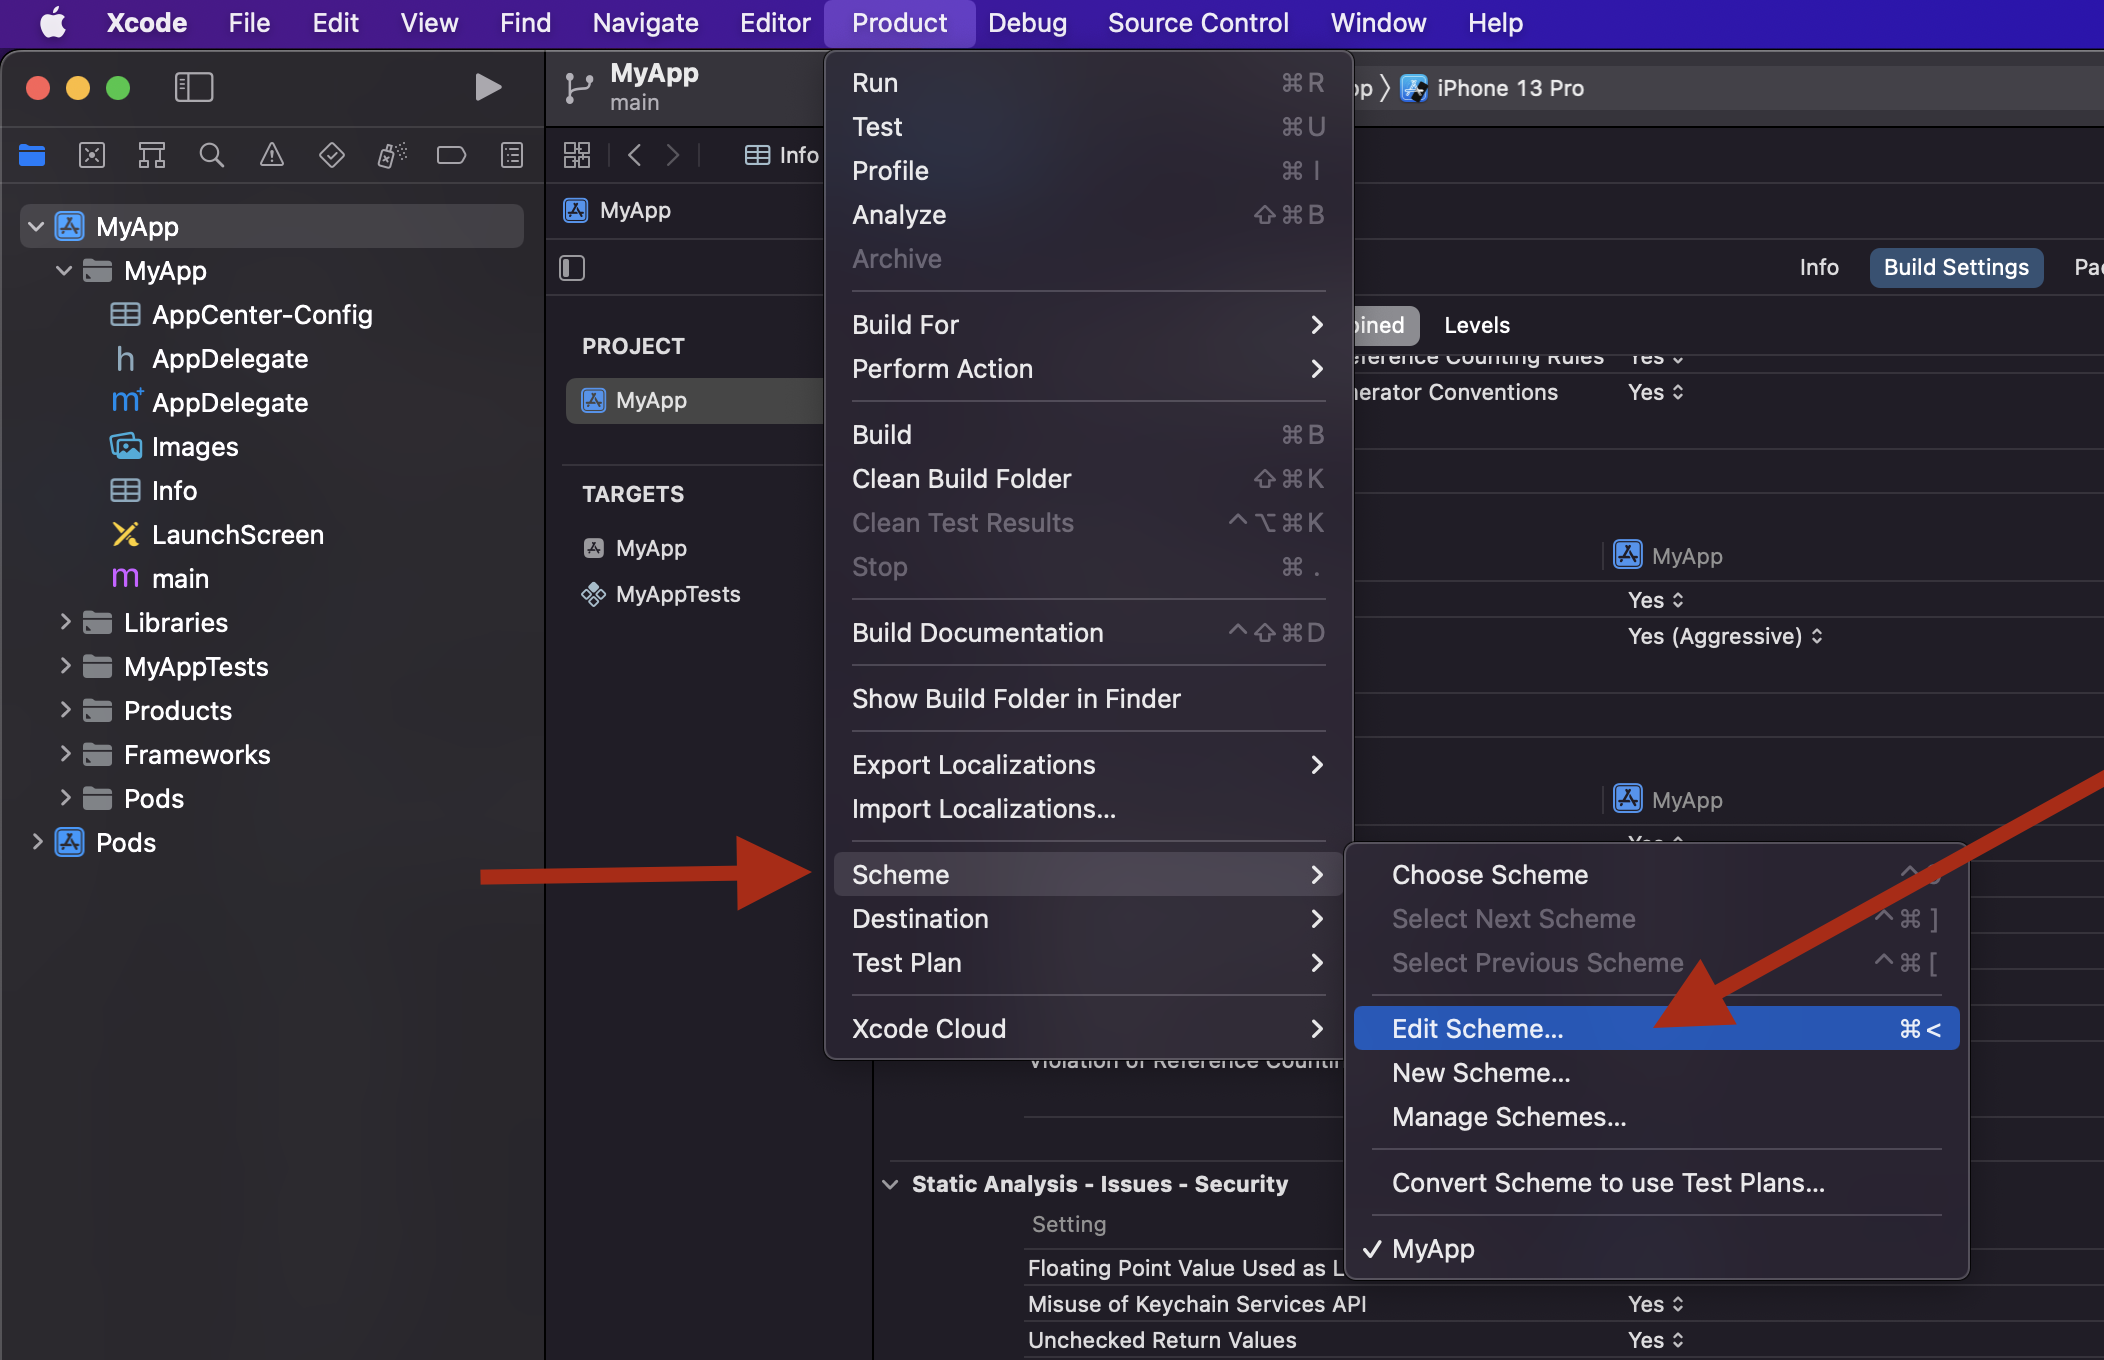 Xcode File Edit View Find Navigate Editor Product Debug Source Control Window Help
MyApp
main
iPhone 13 Pro
Info
MyApp
MyApp
AppCenter-Config
h AppDelegate
m+ AppDelegate
Images
Info
LaunchScreen
m main
Libraries
MyAppTests
Products
Frameworks
Pods
Pods
MyApp
PROJECT
MyApp
TARGETS
MyApp
MyAppTests
Run ⌘R
Test ⌘U
Profile ⌘I
Analyze ⇧⌘B
Archive
Build For
Perform Action
Build ⌘B
Clean Build Folder ⇧⌘K
Clean Test Results ^⌥⌘K
Stop ⌘.
Build Documentation ^⇧⌘D
Show Build Folder in Finder
Export Localizations
Import Localizations...
Scheme
Destination
Test Plan
Xcode Cloud
Info Build Settings
Levels
Reference Counting Rules Yes
Conventions Yes
MyApp
Yes
Yes (Aggressive)
MyApp
Yes
Choose Scheme
Select Next Scheme ^⌘]
Select Previous Scheme ^⌘[
Edit Scheme... ⌘<
New Scheme...
Manage Schemes...
Convert Scheme to use Test Plans...
✓ MyApp
Violation of Reference
Static Analysis - Issues - Security
Setting
Floating Point Value Used as
Misuse of Keychain Services API Yes
Unchecked Return Values Yes